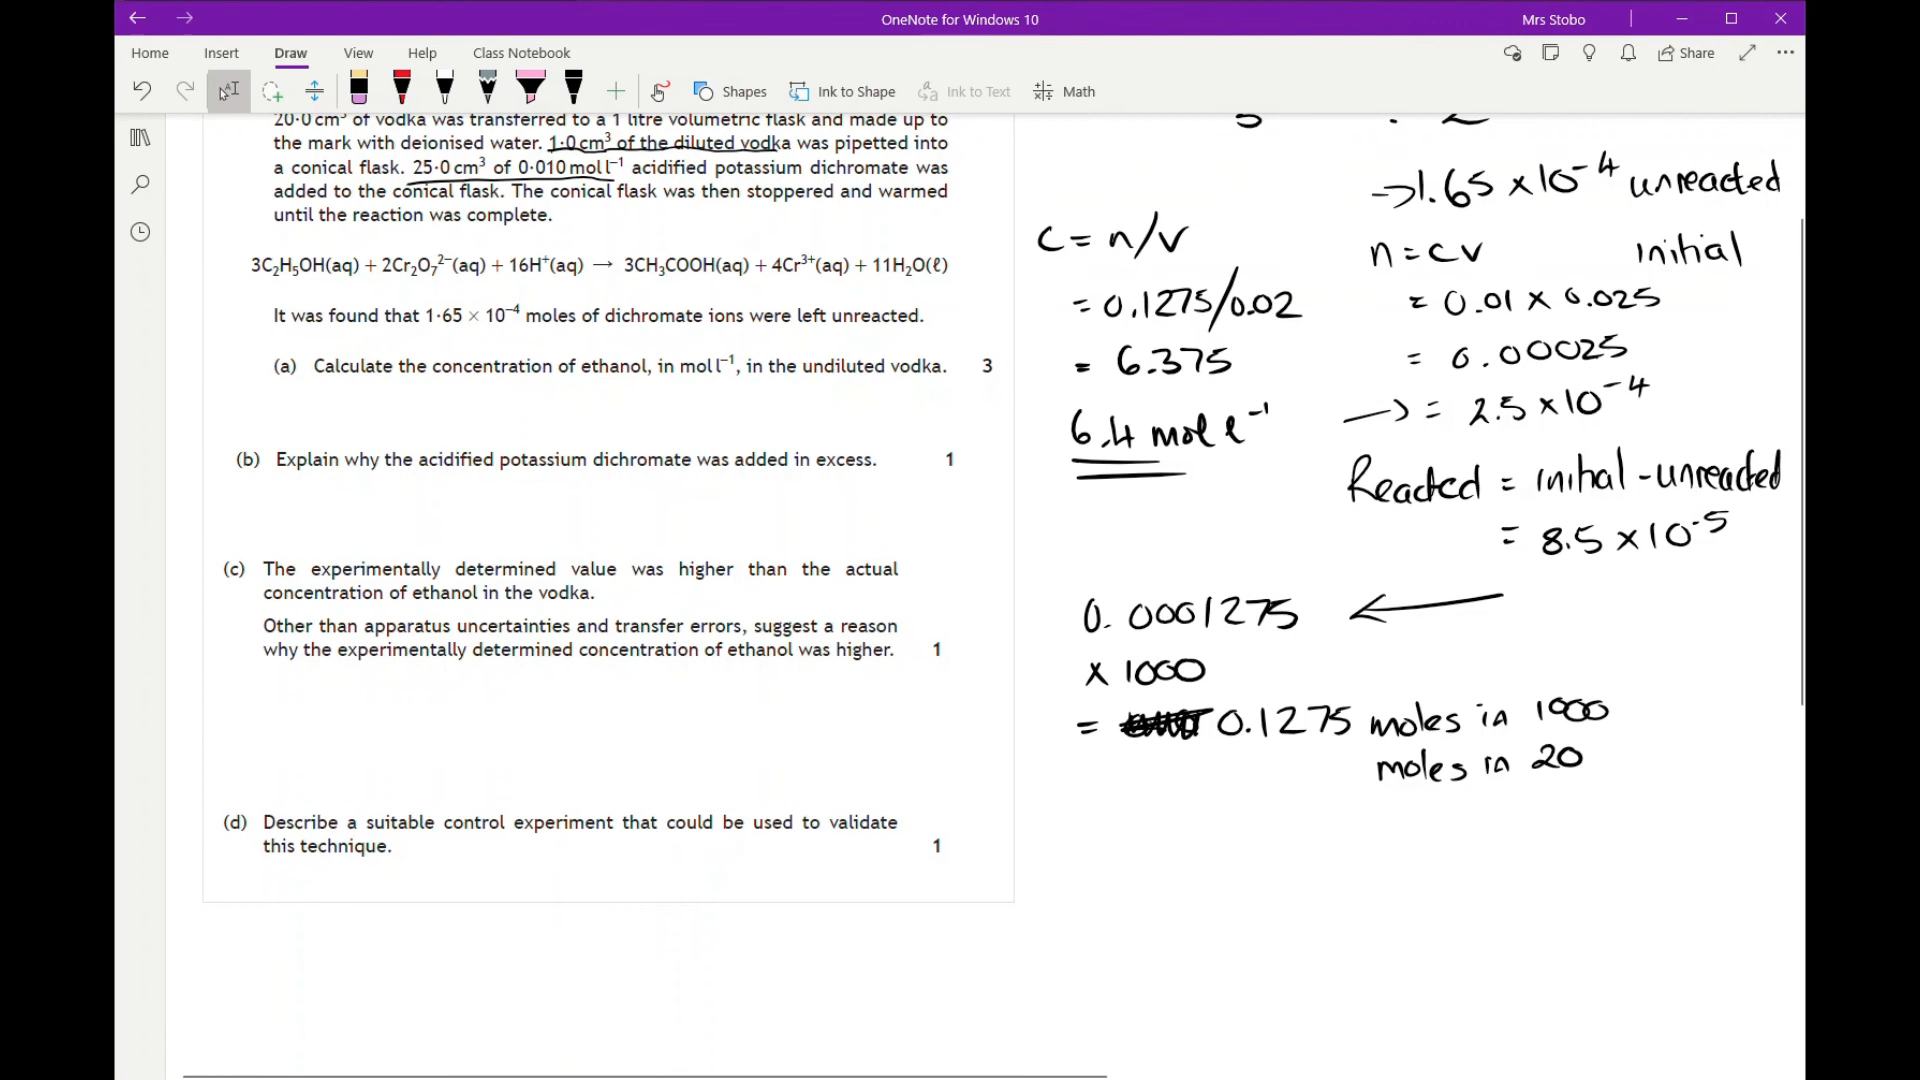 OneNote for Windows 10
Mrs Stobo
Home Insert Draw View Help Class Notebook
Share
Shapes Ink to Shape Ink to Text Math
20·0 cm³ of vodka was transferred to a 1 litre volumetric flask and made up to
the mark with deionised water. 1·0 cm³ of the diluted vodka was pipetted into
a conical flask. 25·0 cm³ of 0·010 mol l⁻¹ acidified potassium dichromate was
added to the conical flask. The conical flask was then stoppered and warmed
until the reaction was complete.
3C₂H₅OH(aq) + 2Cr₂O₇²⁻(aq) + 16H⁺(aq) → 3CH₃COOH(aq) + 4Cr³⁺(aq) + 11H₂O(ℓ)
It was found that 1·65 × 10⁻⁴ moles of dichromate ions were left unreacted.
(a) Calculate the concentration of ethanol, in mol l⁻¹, in the undiluted vodka. 3
(b) Explain why the acidified potassium dichromate was added in excess. 1
(c) The experimentally determined value was higher than the actual
concentration of ethanol in the vodka.
Other than apparatus uncertainties and transfer errors, suggest a reason
why the experimentally determined concentration of ethanol was higher. 1
(d) Describe a suitable control experiment that could be used to validate
this technique. 1
c = n/v
= 0.1275/0.02
= 6.375
6.4 mol l⁻¹
→ 1.65 × 10⁻⁴ unreacted
n = cv initial
= 0.01 × 0.025
= 0.00025
→ = 2.5 × 10⁻⁴
Reacted = initial - unreacted
= 8.5 × 10⁻⁵
0.0001275 ←
× 1000
= 0.1275 moles in 1000
moles in 20